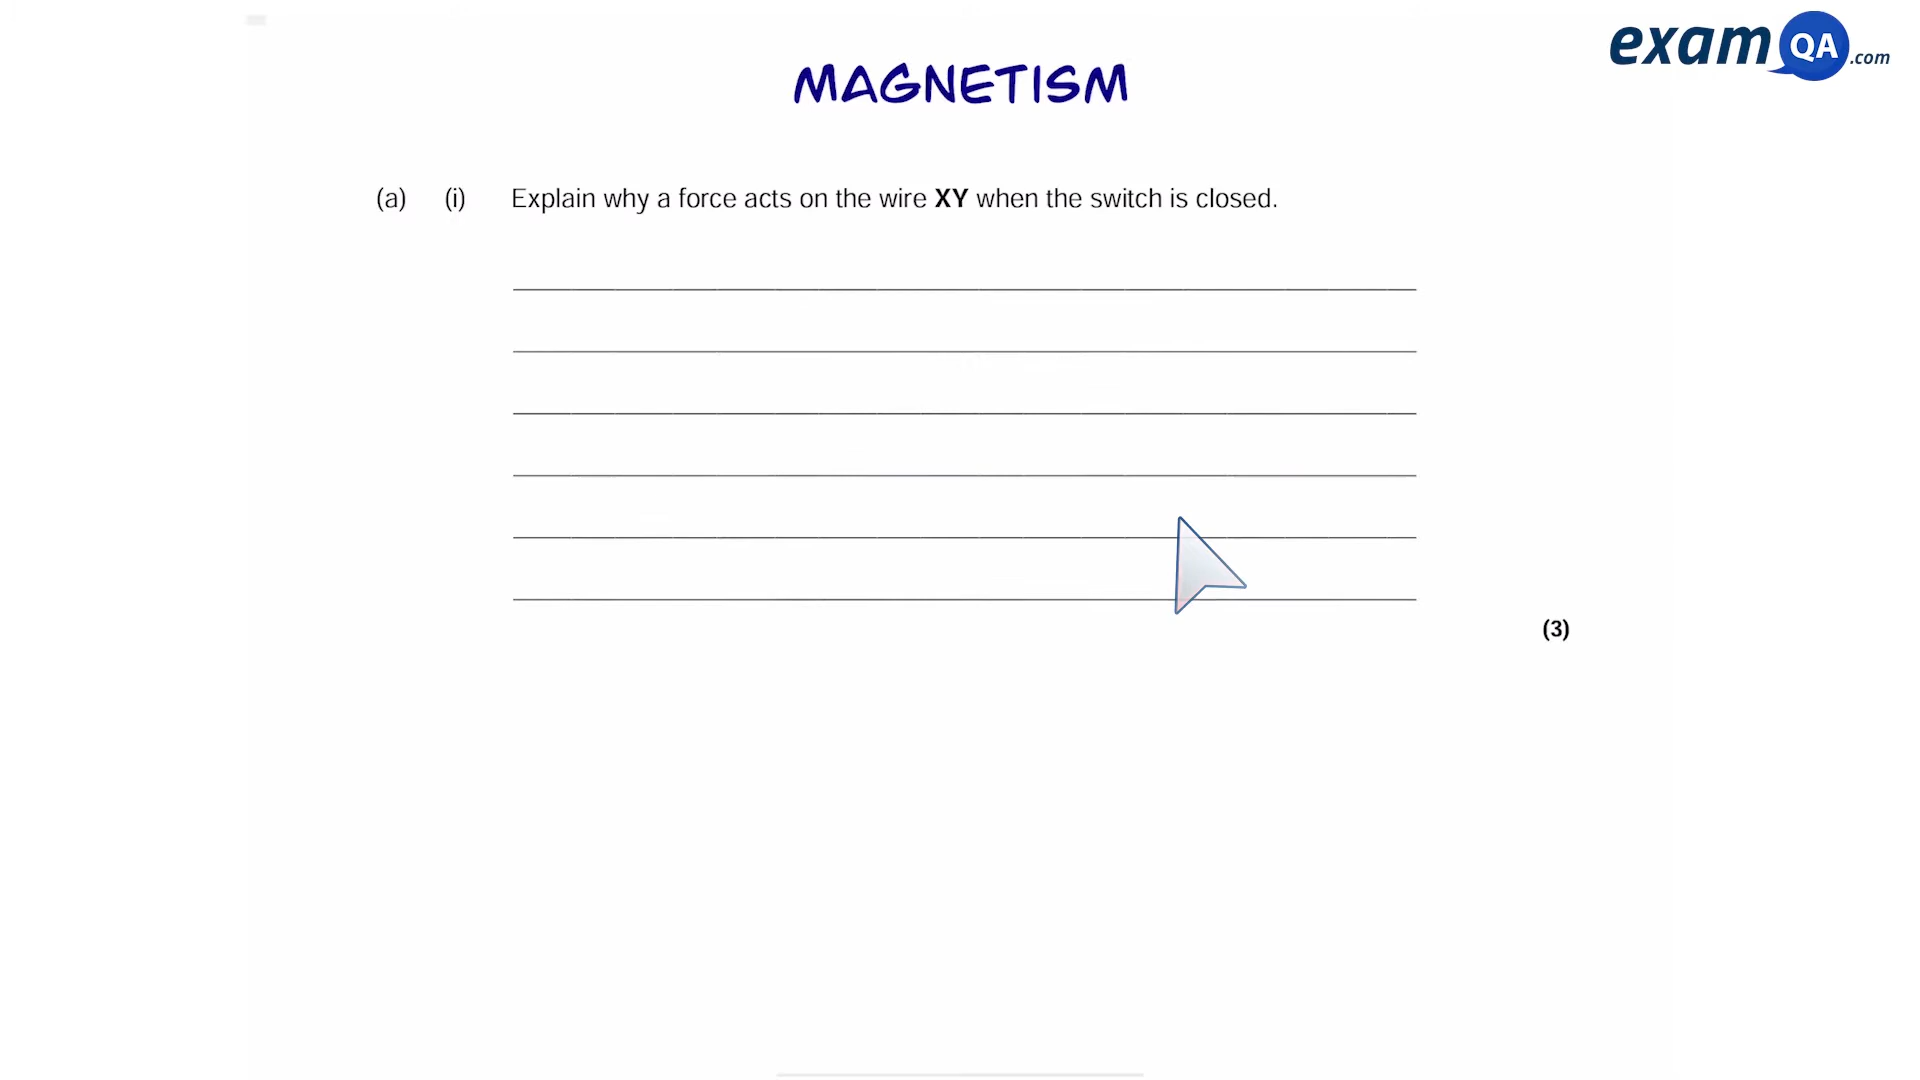 examQA.com
MAGNETISM
(a) (i) Explain why a force acts on the wire XY when the switch is closed.
(3)